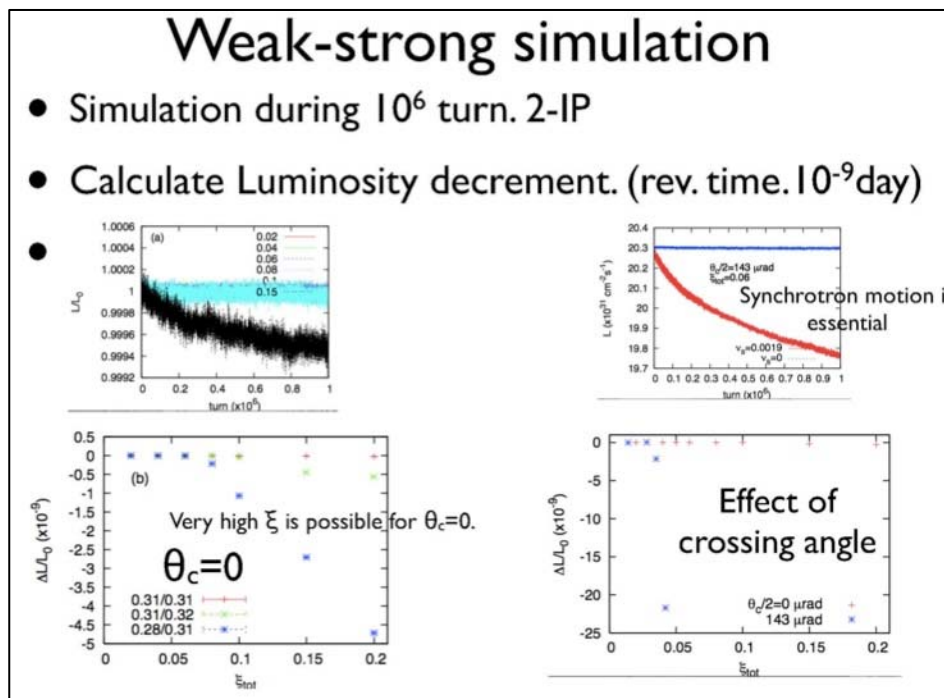 Weak-strong simulation
• Simulation during 10⁶ turn. 2-IP
• Calculate Luminosity decrement. (rev. time. 10⁻⁹day)
•
1.0006
1.0004
1.0002
1
0.9998
0.9996
0.9994
0.9992
L/L₀
(a)
0.02
0.04
0.06
0.08
0.1
0.15
0 0.2 0.4 0.6 0.8 1
turn (x10⁶)
20.4
20.3
20.2
20.1
20
19.9
19.8
19.7
L (x10³¹ cm⁻²s⁻¹)
θc/2=143 μrad
ξtot=0.06
Synchrotron motion i
essential
νs=0.0019
νs=0
0 0.1 0.2 0.3 0.4 0.5 0.6 0.7 0.8 0.9 1
turn (x10⁶)
0.5
0
-0.5
-1
-1.5
-2
-2.5
-3
-3.5
-4
-4.5
-5
ΔL/L₀ (x10⁻⁹)
(b)
Very high ξ is possible for θc=0.
θc=0
0.31/0.31
0.31/0.32
0.28/0.31
0 0.05 0.1 0.15 0.2
ξtot
0
-5
-10
-15
-20
-25
ΔL/L₀ (x10⁻⁹)
Effect of
crossing angle
θc/2=0 μrad
143 μrad
0 0.05 0.1 0.15 0.2
ξtot